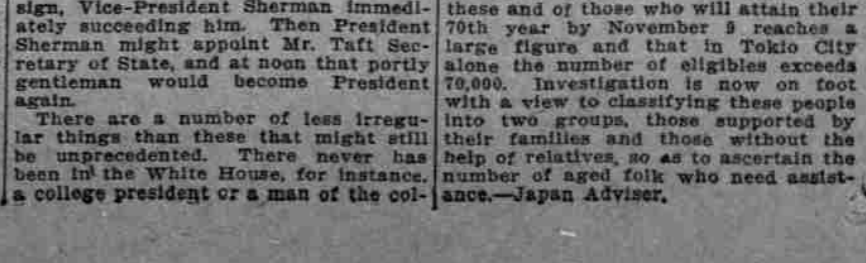 sign, Vice-President Sherman immedi-
ately succeeding him. Then President
Sherman might appoint Mr. Taft Sec-
retary of State, and at noon that portly
gentleman would become President
again.
There are a number of less irregu-
lar things than these that might still
be unprecedented. There never has
been in the White House, for instance,
a college president or a man of the col-
these and of those who will attain their
70th year by November 9 reaches a
large figure and that in Tokio City
alone the number of eligibles exceeds
70,000. Investigation is now on foot
with a view to classifying these people
into two groups, those supported by
their families and those without the
help of relatives, so as to ascertain the
number of aged folk who need assist-
ance.—Japan Adviser.